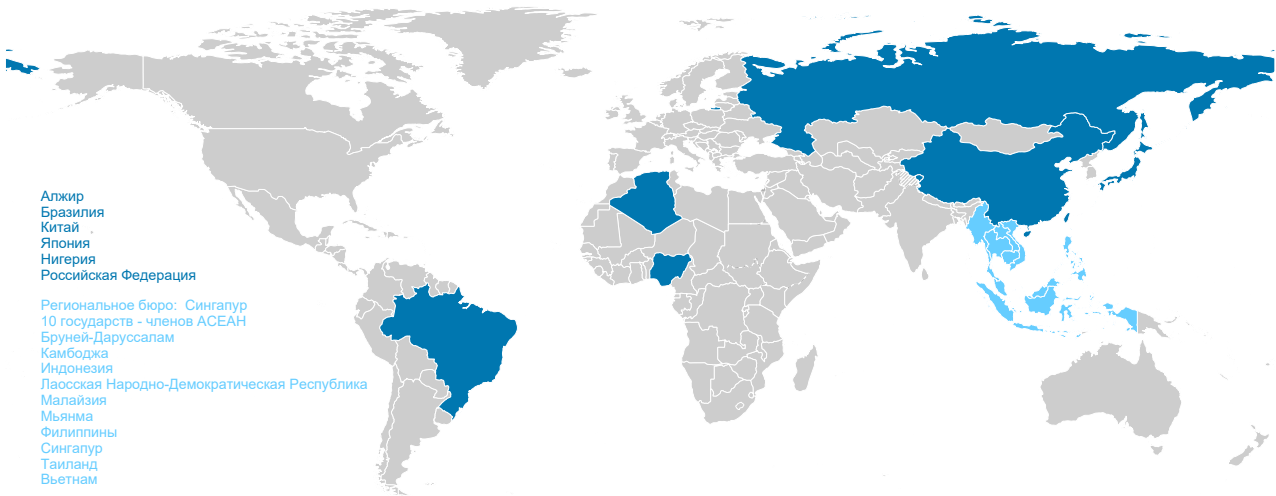 Алжир
Бразилия
Китай
Япония
Нигерия
Российская Федерация
Региональное бюро: Сингапур
10 государств - членов АСЕАН
Бруней-Даруссалам
Камбоджа
Индонезия
Лаосская Народно-Демократическая Республика
Малайзия
Мьянма
Филиппины
Сингапур
Таиланд
Вьетнам